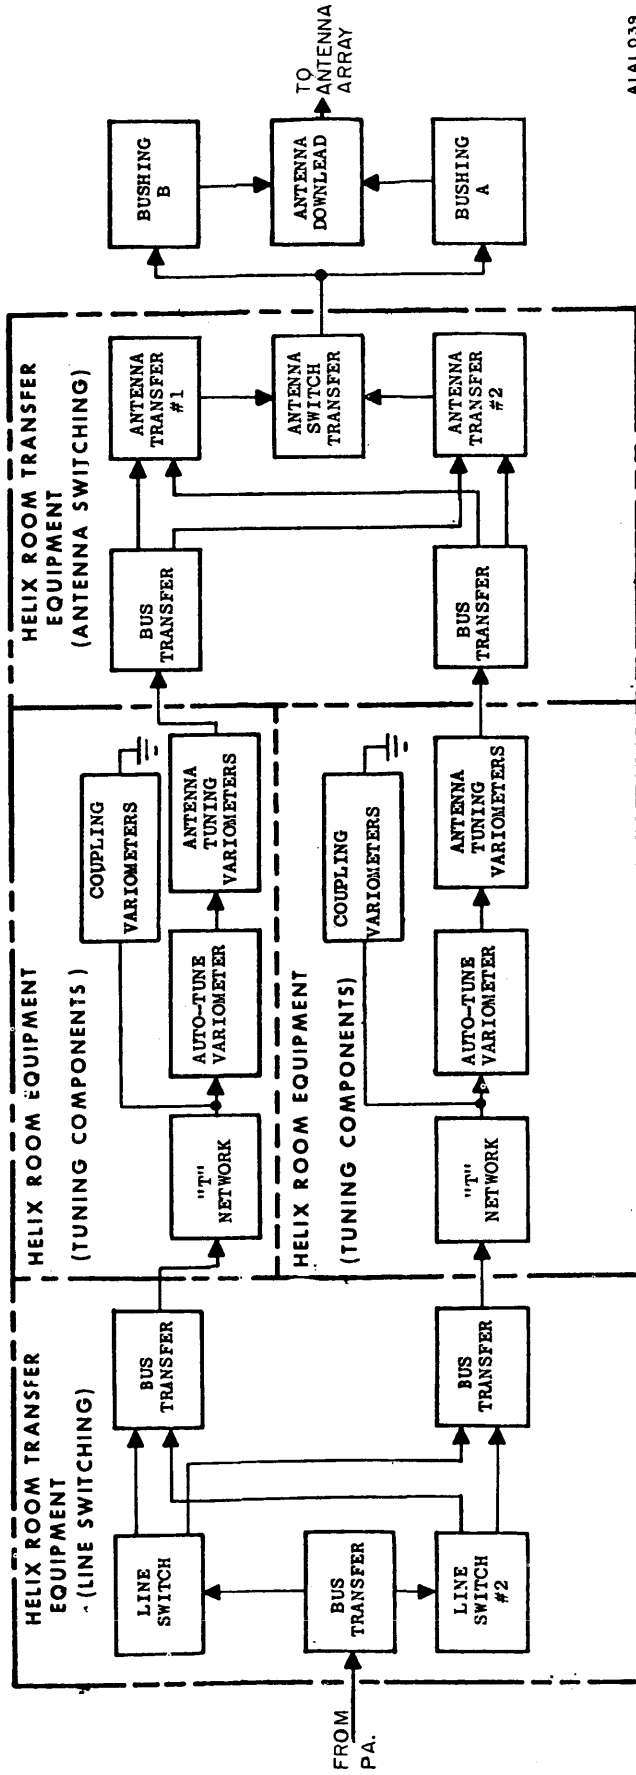 HELIX ROOM TRANSFER
EQUIPMENT
(LINE SWITCHING)
FROM
PA.
LINE
SWITCH
BUS
TRANSFER
LINE
SWITCH
#2
BUS
TRANSFER
BUS
TRANSFER
HELIX ROOM EQUIPMENT
(TUNING COMPONENTS)
"T"
NETWORK
AUTO-TUNE
VARIOMETER
COUPLING
VARIOMETERS
ANTENNA
TUNING
VARIOMETERS
HELIX ROOM EQUIPMENT
(TUNING COMPONENTS)
"T"
NETWORK
AUTO-TUNE
VARIOMETER
COUPLING
VARIOMETERS
ANTENNA
TUNING
VARIOMETERS
HELIX ROOM TRANSFER
EQUIPMENT
(ANTENNA SWITCHING)
BUS
TRANSFER
BUS
TRANSFER
ANTENNA
TRANSFER
#1
ANTENNA
SWITCH
TRANSFER
ANTENNA
TRANSFER
#2
BUSHING
B
ANTENNA
DOWNLEAD
BUSHING
A
TO
ANTENNA
ARRAY
A1AL039